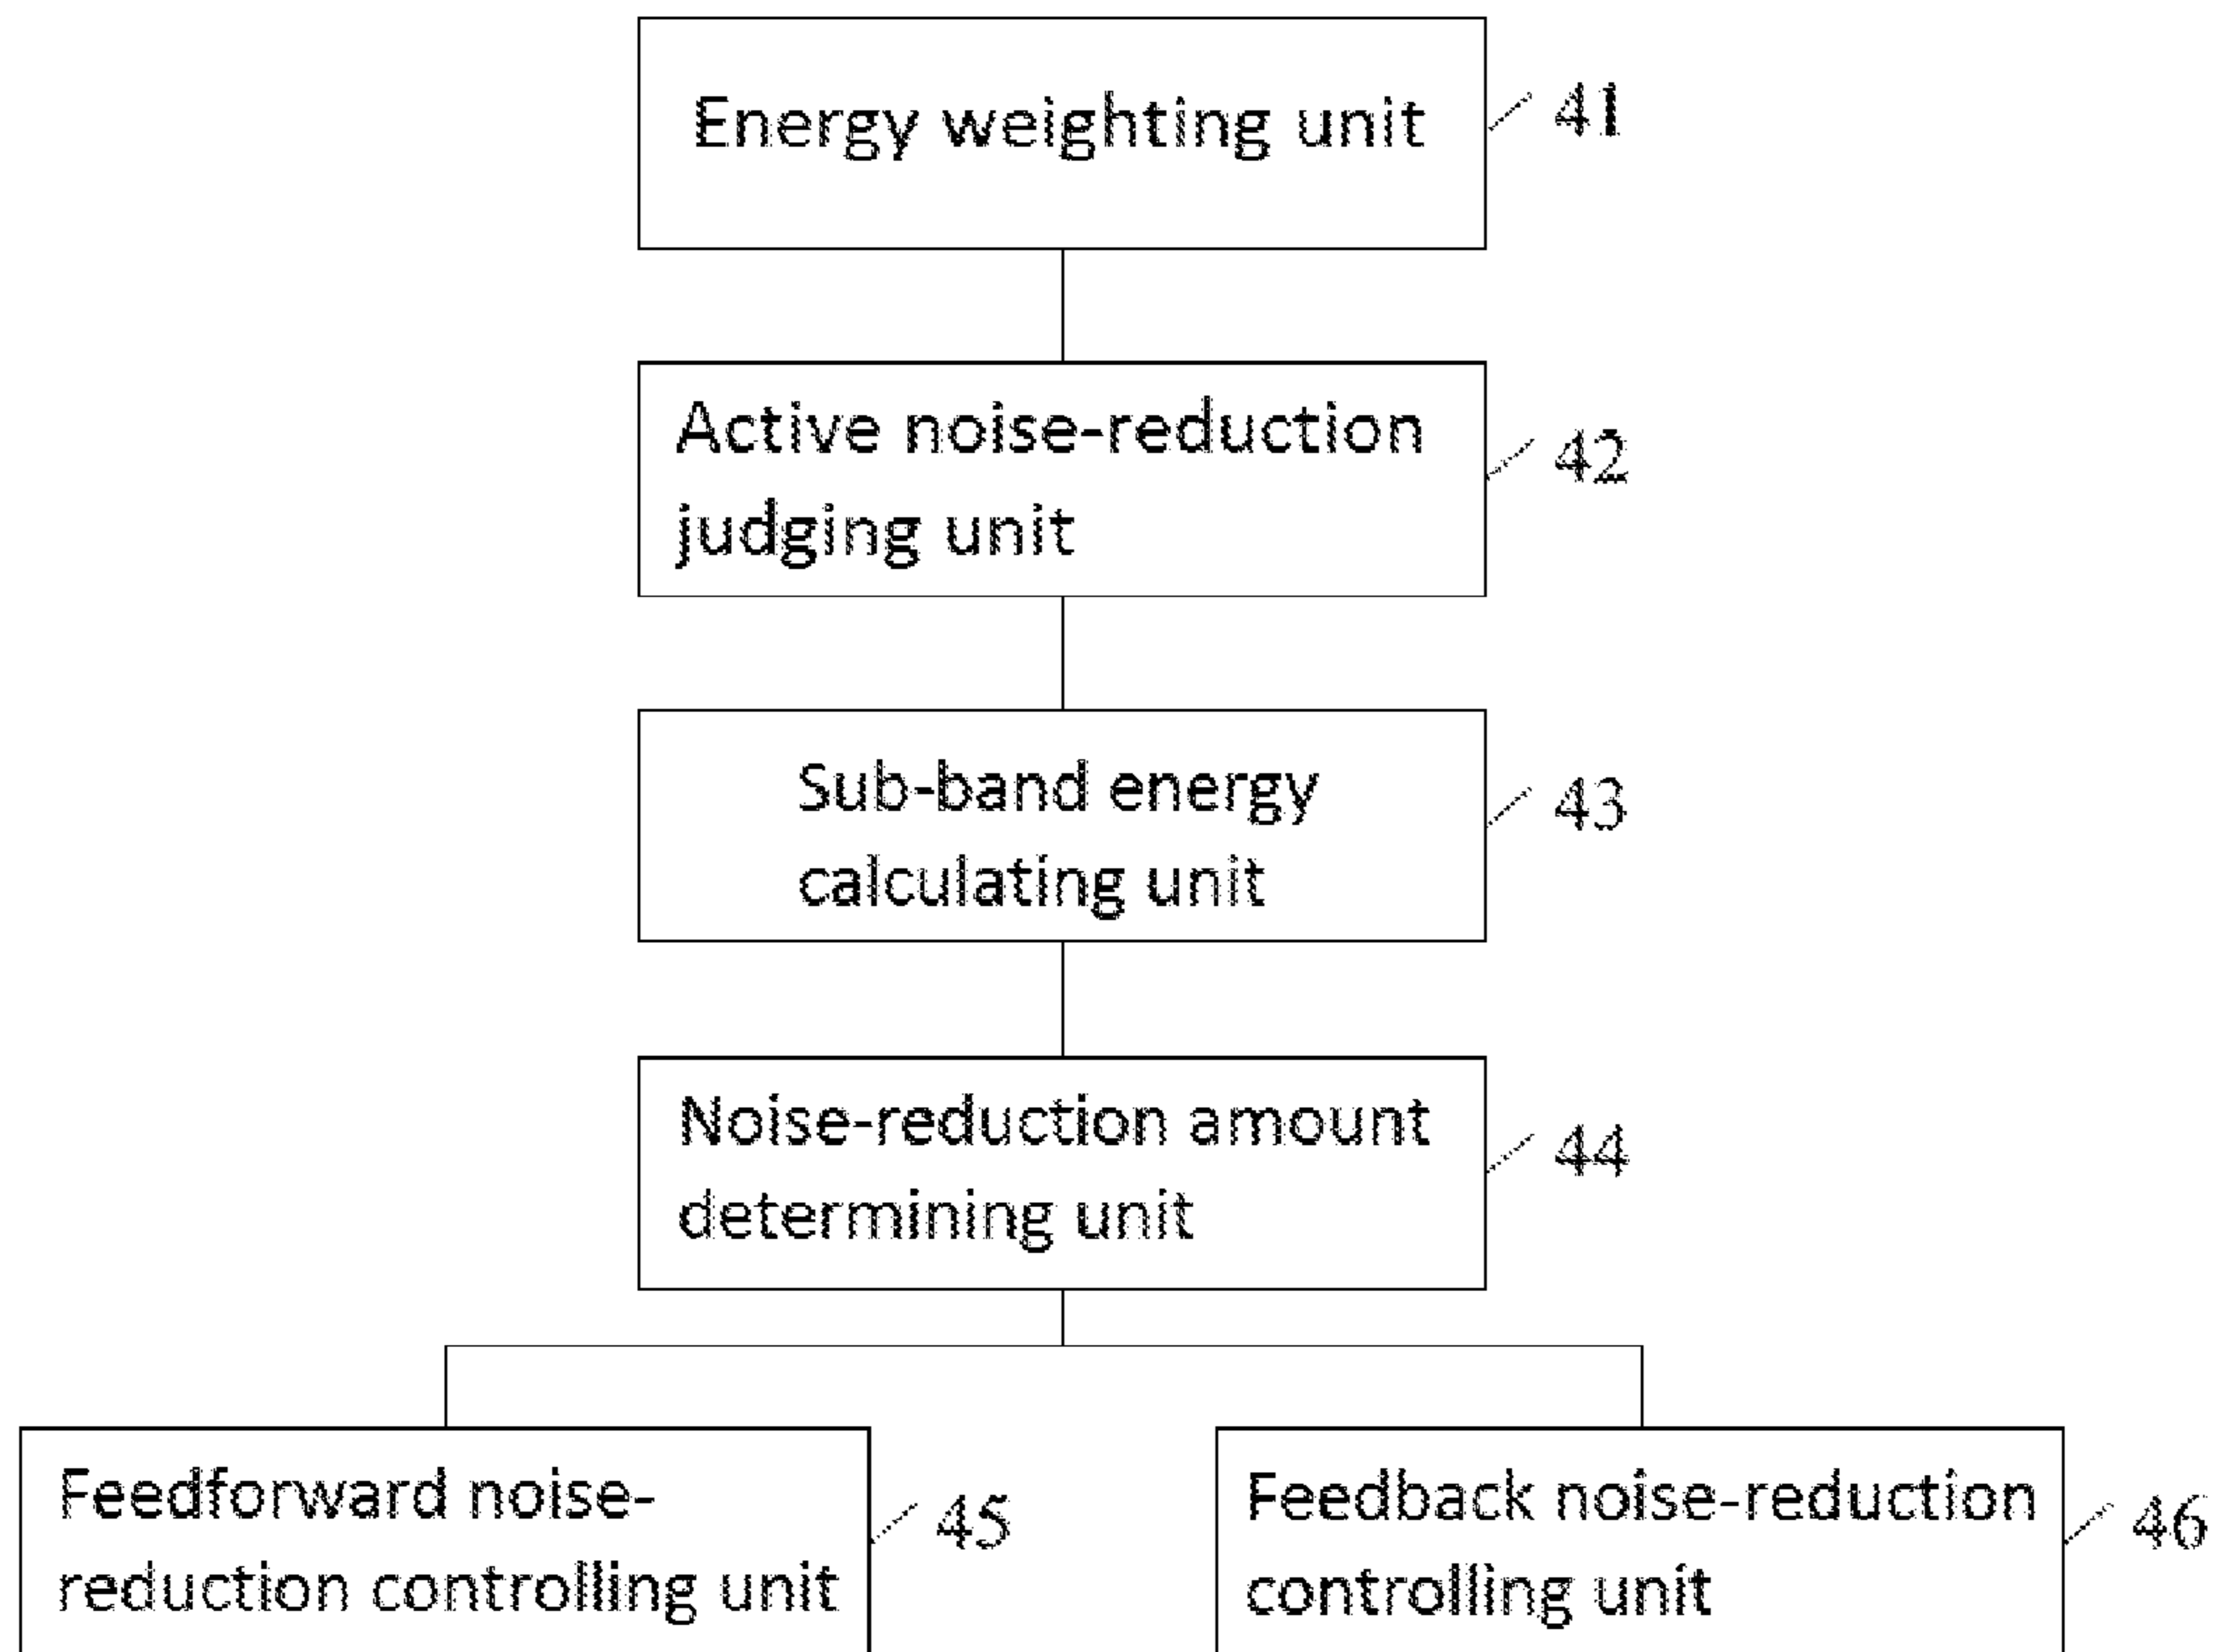 Energy weighting unit
41
Active noise-reduction
judging unit
42
Sub-band energy
calculating unit
43
Noise-reduction amount
determining unit
44
Feedforward noise-
reduction controlling unit
45
Feedback noise-reduction
controlling unit
46